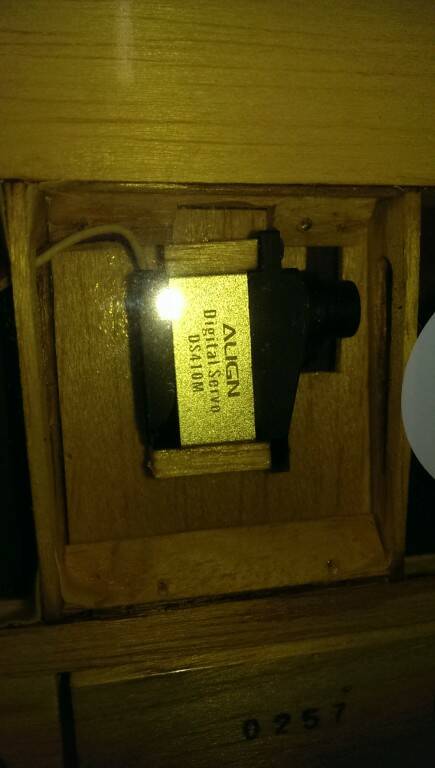 ALIGN
Digital Servo
DS410M
0257